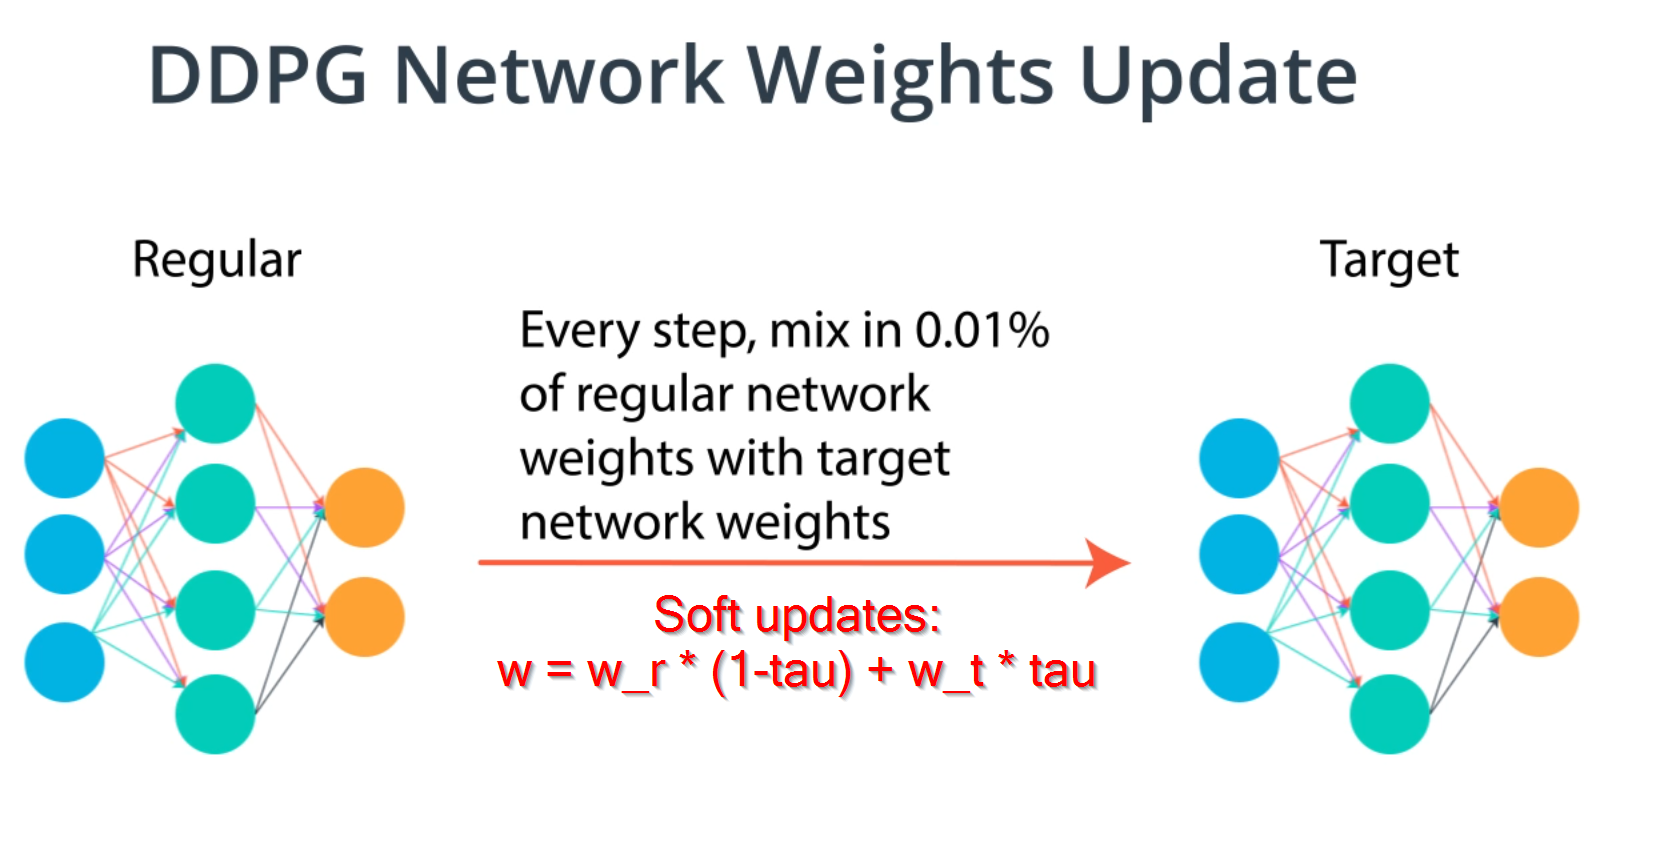 DDPG Network Weights Update
Regular
Target
Every step, mix in 0.01%
of regular network
weights with target
network weights
Soft updates:
w = w_r * (1-tau) + w_t * tau